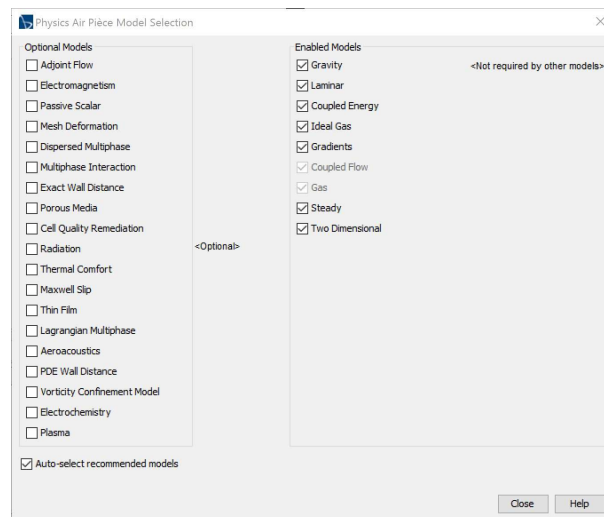 Physics Air Pièce Model Selection
Optional Models
Adjoint Flow
Electromagnetism
Passive Scalar
Mesh Deformation
Dispersed Multiphase
Multiphase Interaction
Exact Wall Distance
Porous Media
Cell Quality Remediation
Radiation
Thermal Comfort
Maxwell Slip
Thin Film
Lagrangian Multiphase
Aeroacoustics
PDE Wall Distance
Vorticity Confinement Model
Electrochemistry
Plasma
<Optional>
Enabled Models
Gravity
<Not required by other models>
Laminar
Coupled Energy
Ideal Gas
Gradients
Coupled Flow
Gas
Steady
Two Dimensional
Auto-select recommended models
Close
Help